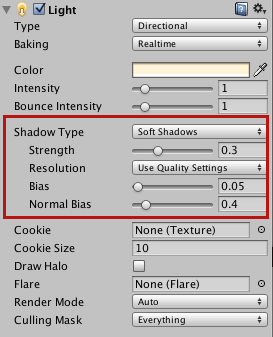 Light
Type Directional
Baking Realtime
Color
Intensity 1
Bounce Intensity 1
Shadow Type Soft Shadows
Strength 0.3
Resolution Use Quality Settings
Bias 0.05
Normal Bias 0.4
Cookie None (Texture)
Cookie Size 10
Draw Halo
Flare None (Flare)
Render Mode Auto
Culling Mask Everything